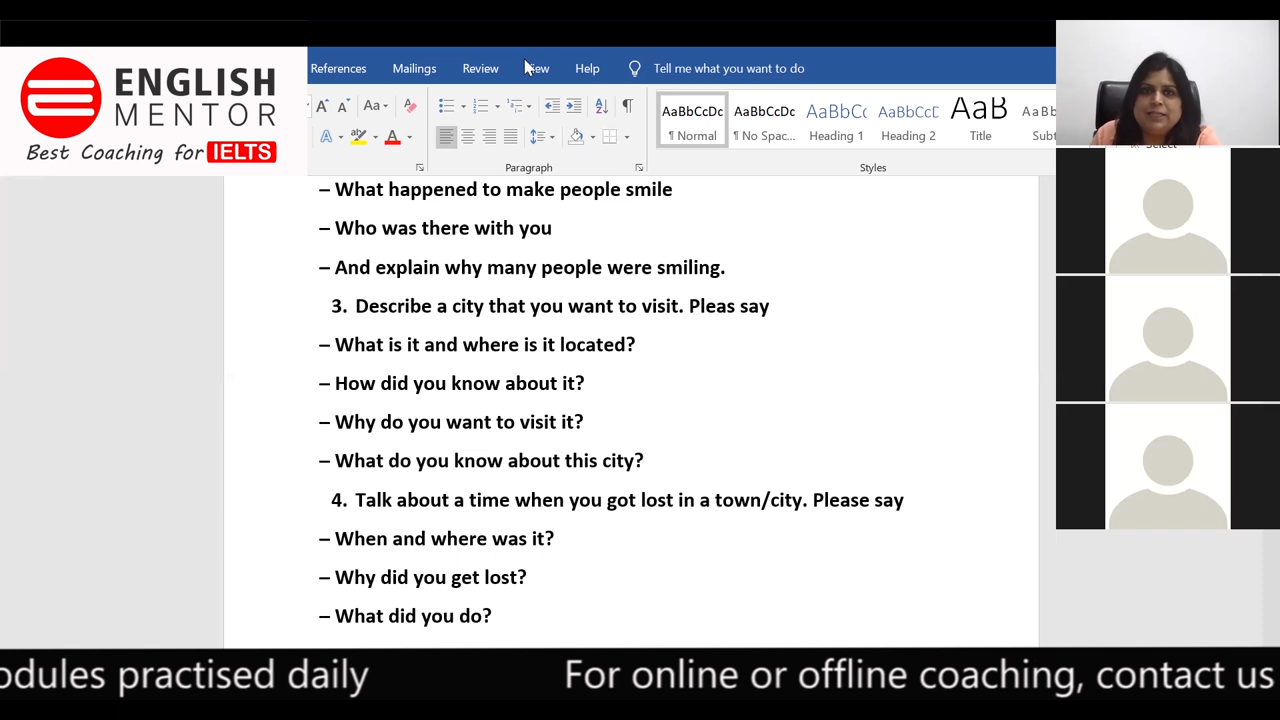 ENGLISH
MENTOR
Best Coaching for IELTS
References Mailings Review View Help Tell me what you want to do
Aa
A A
Paragraph
AaBbCcDc AaBbCcDc AaBbC AaBbCcD AaB AaBb
¶ Normal ¶ No Spac... Heading 1 Heading 2 Title Subt
Styles
Select
– What happened to make people smile
– Who was there with you
– And explain why many people were smiling.
3. Describe a city that you want to visit. Pleas say
– What is it and where is it located?
– How did you know about it?
– Why do you want to visit it?
– What do you know about this city?
4. Talk about a time when you got lost in a town/city. Please say
– When and where was it?
– Why did you get lost?
– What did you do?
odules practised daily For online or offline coaching, contact us